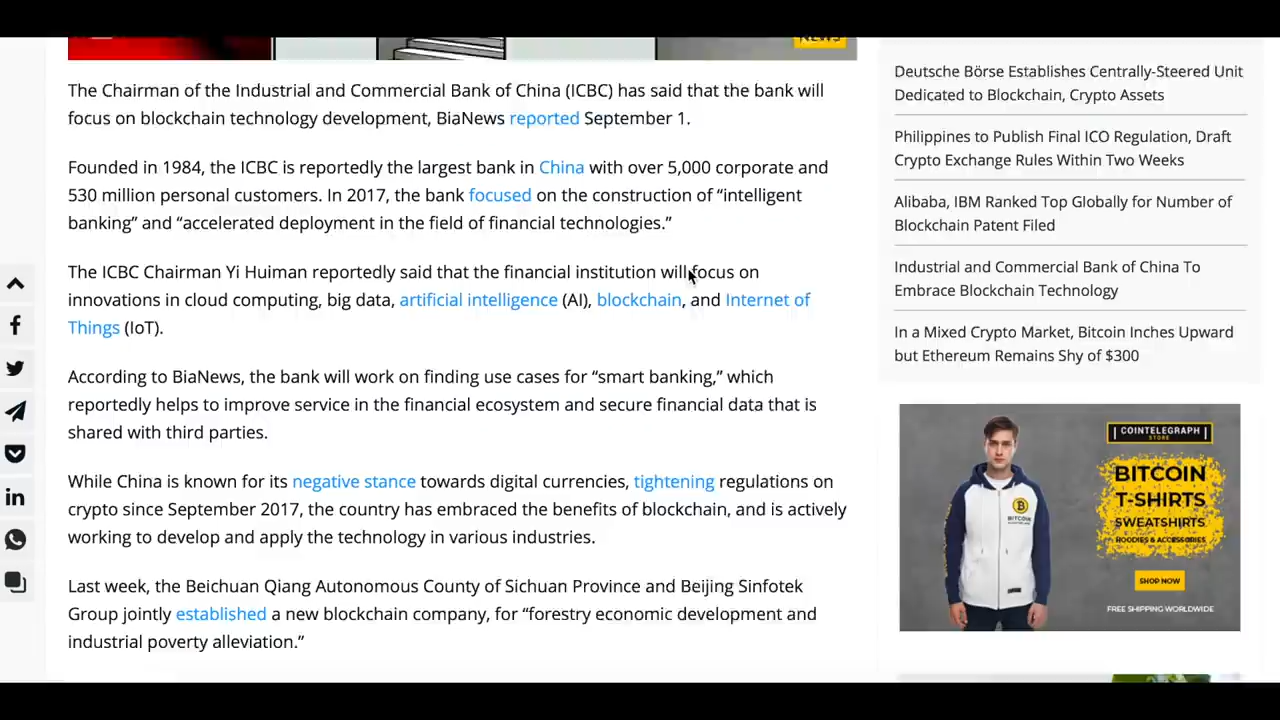 NEWS
The Chairman of the Industrial and Commercial Bank of China (ICBC) has said that the bank will
focus on blockchain technology development, BiaNews reported September 1.
Founded in 1984, the ICBC is reportedly the largest bank in China with over 5,000 corporate and
530 million personal customers. In 2017, the bank focused on the construction of “intelligent
banking” and “accelerated deployment in the field of financial technologies.”
The ICBC Chairman Yi Huiman reportedly said that the financial institution will focus on
innovations in cloud computing, big data, artificial intelligence (AI), blockchain, and Internet of
Things (IoT).
According to BiaNews, the bank will work on finding use cases for “smart banking,” which
reportedly helps to improve service in the financial ecosystem and secure financial data that is
shared with third parties.
While China is known for its negative stance towards digital currencies, tightening regulations on
crypto since September 2017, the country has embraced the benefits of blockchain, and is actively
working to develop and apply the technology in various industries.
Last week, the Beichuan Qiang Autonomous County of Sichuan Province and Beijing Sinfotek
Group jointly established a new blockchain company, for “forestry economic development and
industrial poverty alleviation.”
Deutsche Börse Establishes Centrally-Steered Unit
Dedicated to Blockchain, Crypto Assets
Philippines to Publish Final ICO Regulation, Draft
Crypto Exchange Rules Within Two Weeks
Alibaba, IBM Ranked Top Globally for Number of
Blockchain Patent Filed
Industrial and Commercial Bank of China To
Embrace Blockchain Technology
In a Mixed Crypto Market, Bitcoin Inches Upward
but Ethereum Remains Shy of $300
COINTELEGRAPH
STORE
BITCOIN
T-SHIRTS
SWEATSHIRTS
HOODIES & ACCESSORIES
SHOP NOW
FREE SHIPPING WORLDWIDE
BITCOIN